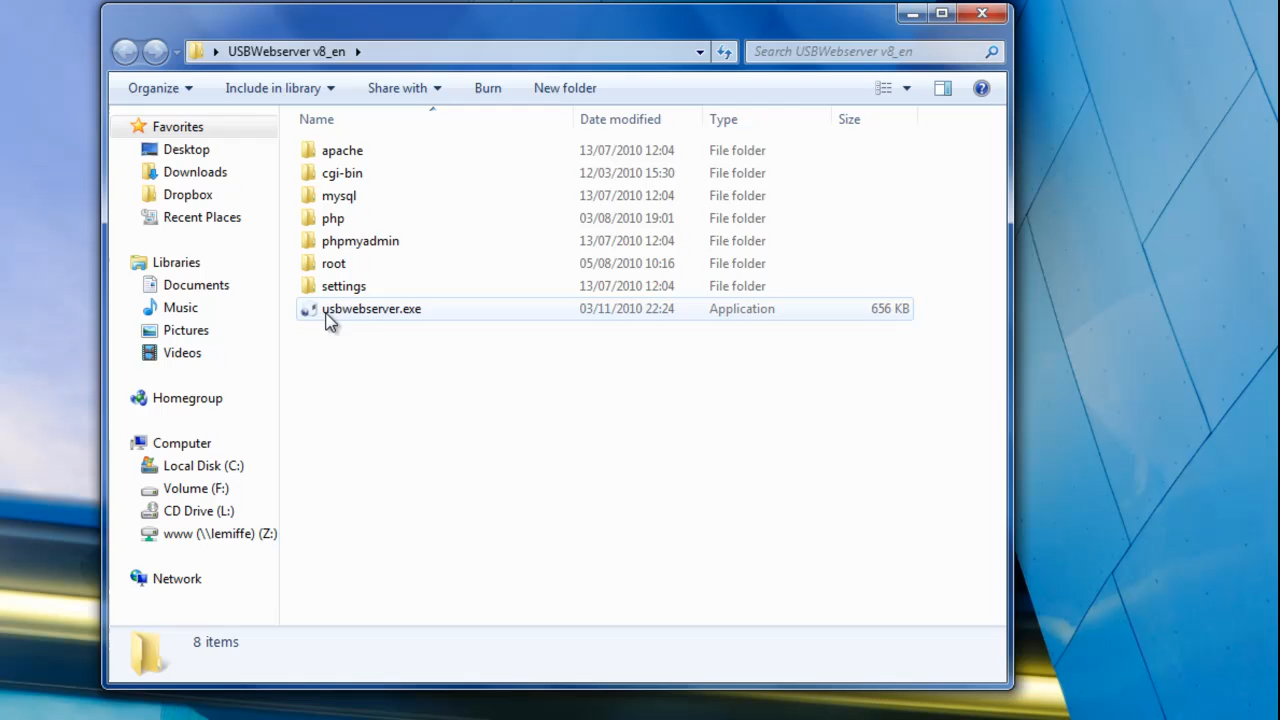 USBWebserver v8_en
Search USBWebserver v8_en
Organize Include in library Share with Burn New folder
Name Date modified Type Size
Favorites
Desktop
Downloads
Dropbox
Recent Places
Libraries
Documents
Music
Pictures
Videos
Homegroup
Computer
Local Disk (C:)
Volume (F:)
CD Drive (L:)
www (\\lemiffe) (Z:)
Network
apache 13/07/2010 12:04 File folder
cgi-bin 12/03/2010 15:30 File folder
mysql 13/07/2010 12:04 File folder
php 03/08/2010 19:01 File folder
phpmyadmin 13/07/2010 12:04 File folder
root 05/08/2010 10:16 File folder
settings 13/07/2010 12:04 File folder
usbwebserver.exe 03/11/2010 22:24 Application 656 KB
8 items